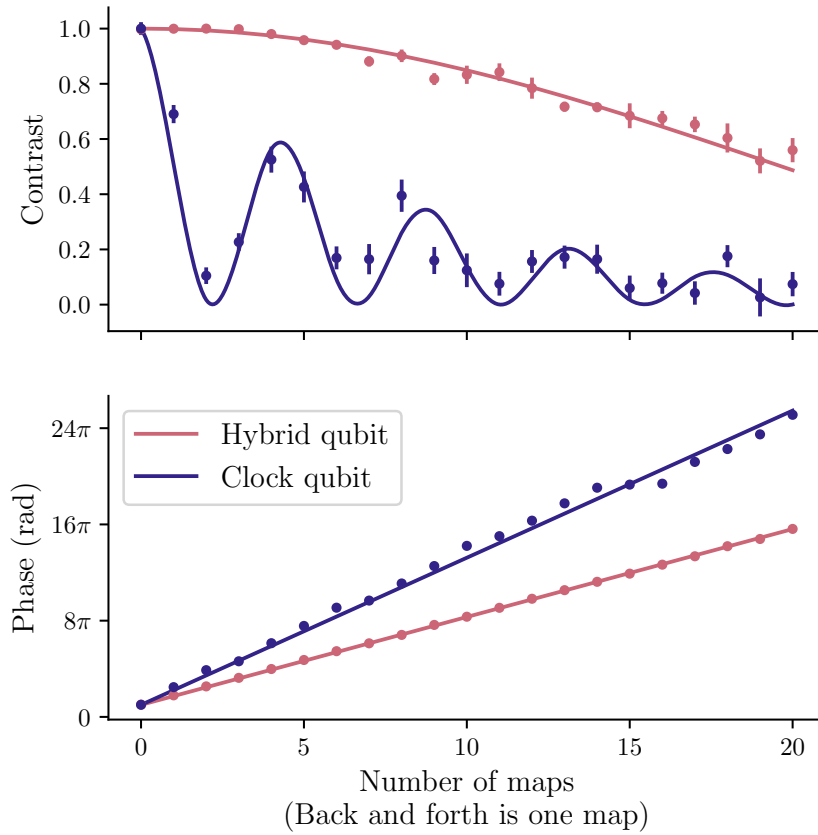 1.0
0.8
0.6
0.4
0.2
0.0
Contrast
24π
16π
8π
0
Phase (rad)
Hybrid qubit
Clock qubit
0 5 10 15 20
Number of maps
(Back and forth is one map)